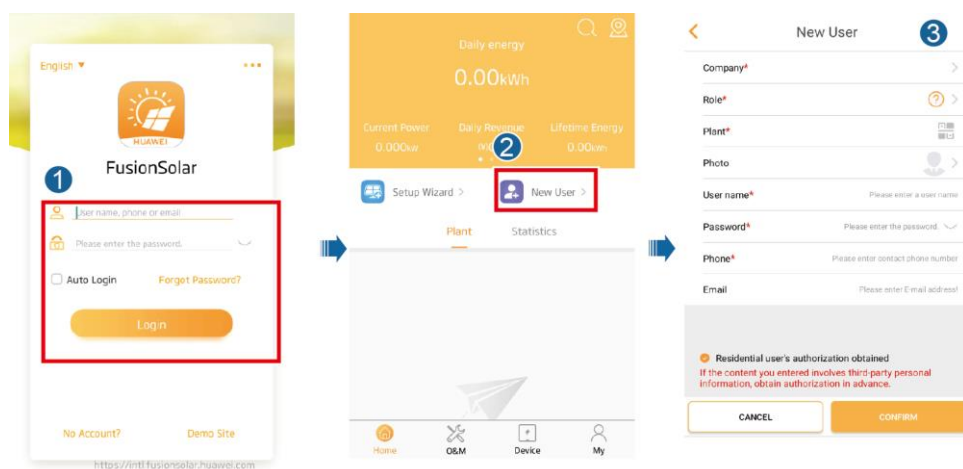 English ▼
HUAWEI
FusionSolar
1
User name, phone or email
Please enter the password.
Auto Login
Forgot Password?
Login
No Account?
Demo Site
https://intl.fusionsolar.huawei.com
Daily energy
0.00kWh
Current Power
Daily Revenue
Lifetime Energy
0.000kW
0.00kWh
2
Setup Wizard >
New User >
Plant
Statistics
Home
O&M
Device
My
New User
3
Company*
Role*
Plant*
Photo
User name*
Please enter a user name
Password*
Please enter the password.
Phone*
Please enter contact phone number
Email
Please enter E-mail address!
Residential user's authorization obtained
If the content you entered involves third-party personal
information, obtain authorization in advance.
CANCEL
CONFIRM